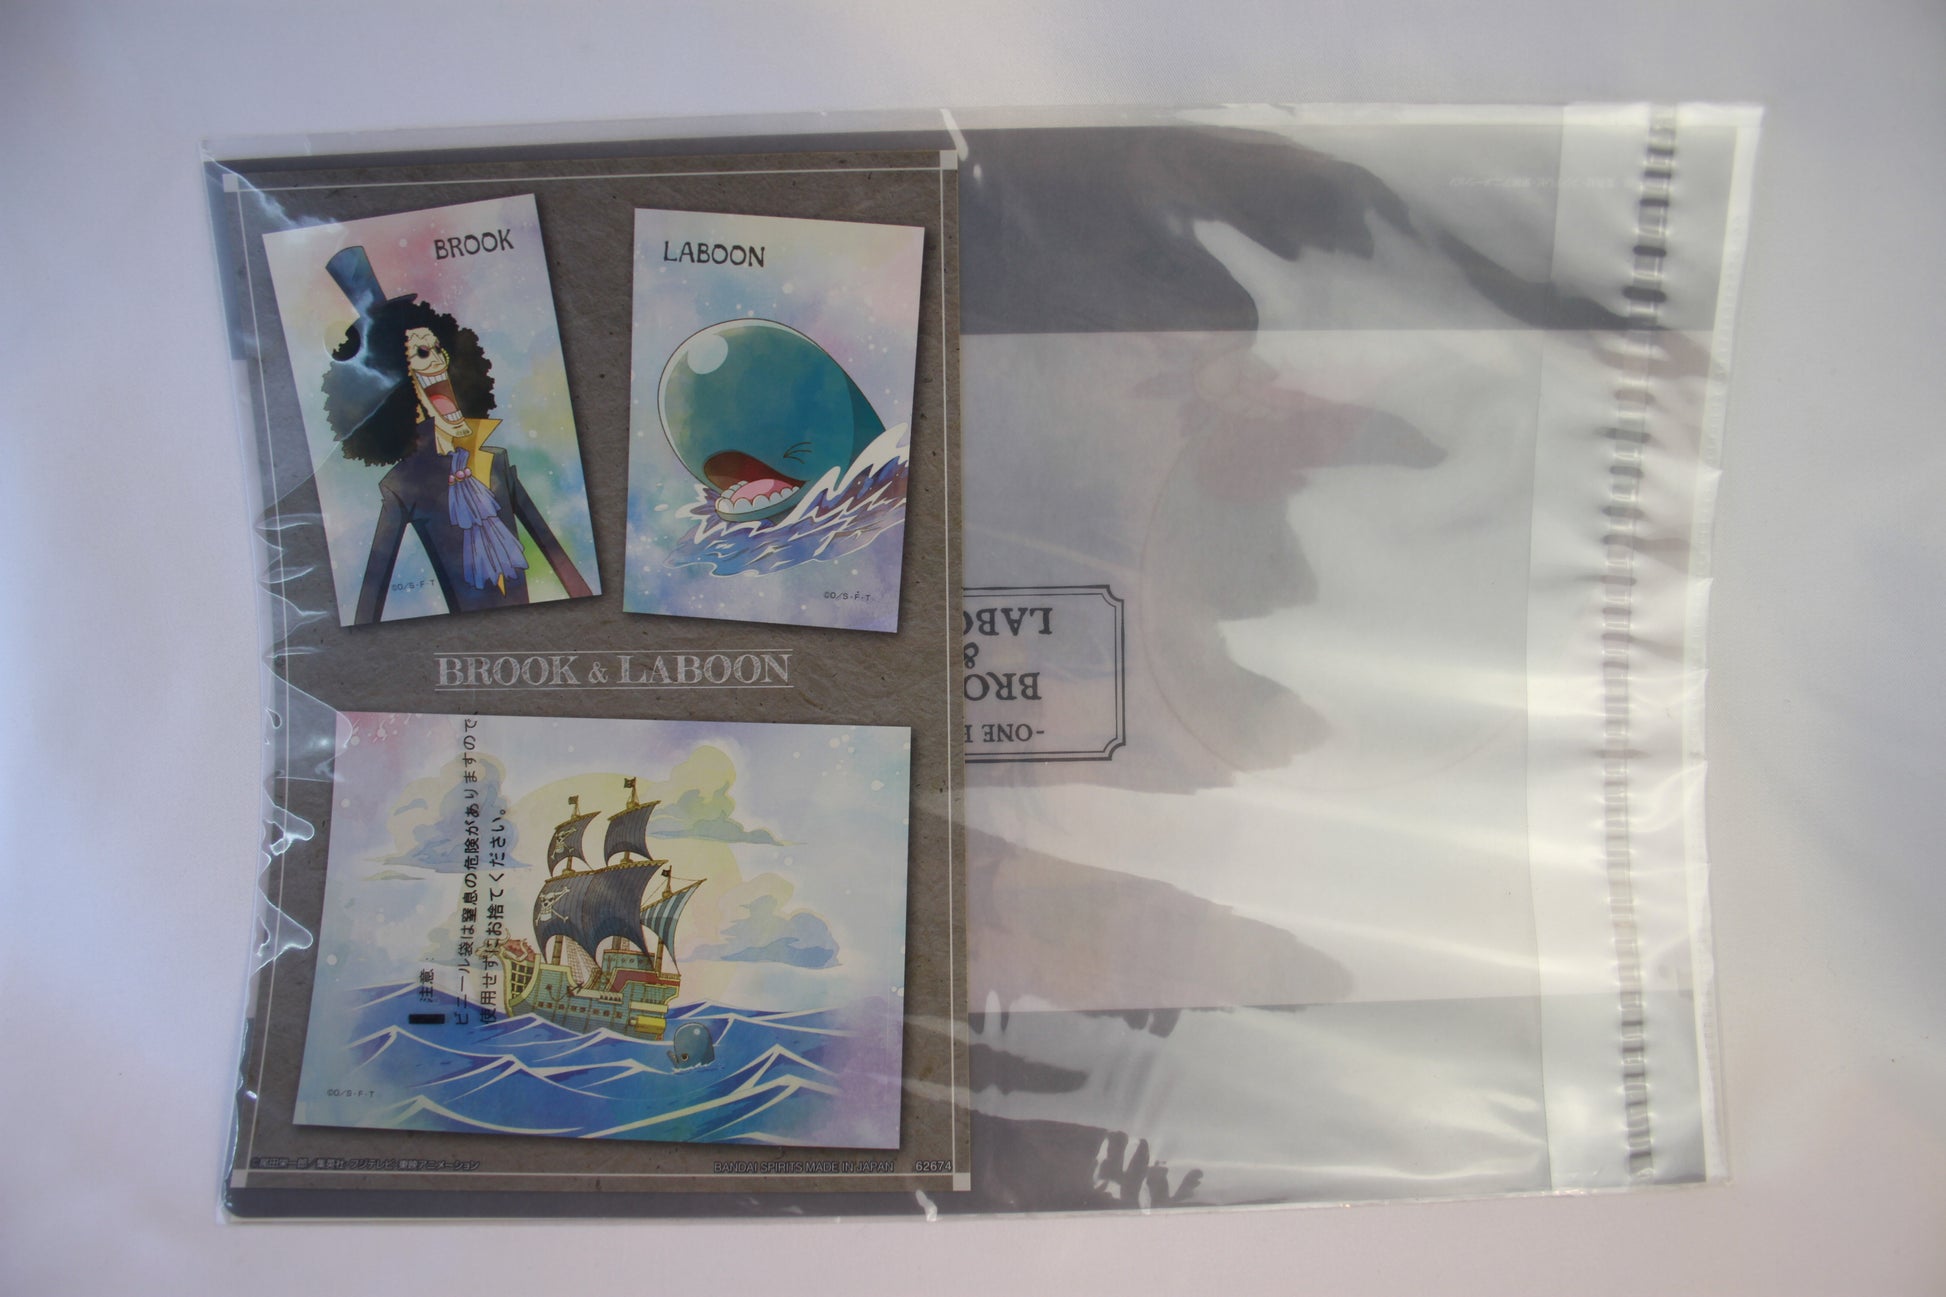 BROOK
LABOON
©O/S・F・T
©O/S・F・T
BROOK & LABOON
注意:
ビニール袋は窒息の危険がありますので、
使用せずにお捨てください。
©O/S・F・T
©尾田栄一郎/集英社・フジテレビ・東映アニメーション
BANDAI SPIRITS MADE IN JAPAN 62674
-ONE
BRO
&
LABO